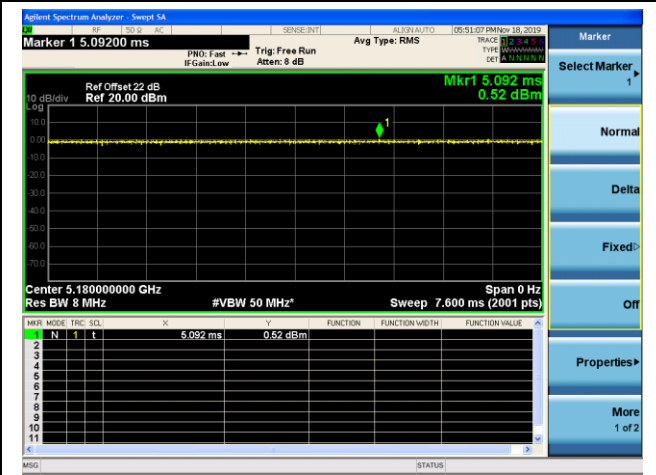 Agilent Spectrum Analyzer - Swept SA
RF 50 Ω AC SENSE:INT ALIGN AUTO 05:51:07 PM Nov 18, 2019
Marker 1 5.09200 ms
PNO: Fast
IFGain:Low
Trig: Free Run
Atten: 8 dB
Avg Type: RMS
TRACE 1 2 3 4 5 6
TYPE
DET A N N N N N
Ref Offset 22 dB
10 dB/div Ref 20.00 dBm
Log
Mkr1 5.092 ms
0.52 dBm
10.0
0.00
-10.0
-20.0
-30.0
-40.0
-50.0
-60.0
-70.0
1
Center 5.180000000 GHz Span 0 Hz
Res BW 8 MHz #VBW 50 MHz* Sweep 7.600 ms (2001 pts)
MKR MODE TRC SCL X Y FUNCTION FUNCTION WIDTH FUNCTION VALUE
1 N 1 t 5.092 ms 0.52 dBm
2
3
4
5
6
7
8
9
10
11
MSG STATUS
Marker
Select Marker
1
Normal
Delta
Fixed
Off
Properties
More
1 of 2